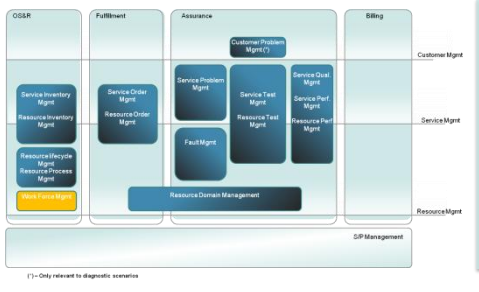 OS&R
Fulfillment
Assurance
Billing
Customer Problem
Mgmt (*)
Customer Mgmt
Service Inventory
Mgmt
Resource Inventory
Mgmt
Service Order
Mgmt
Resource Order
Mgmt
Service Problem
Mgmt
Service Test
Mgmt
Resource Test
Mgmt
Service Qual.
Mgmt
Service Perf.
Mgmt
Resource Perf
Mgmt
Service Mgmt
Fault Mgmt
Resource lifecycle
Mgmt
Resource Process
Mgmt
Work Force Mgmt
Resource Domain Management
Resource Mgmt
S/P Management
(*) = Only relevant to diagnostic scenarios